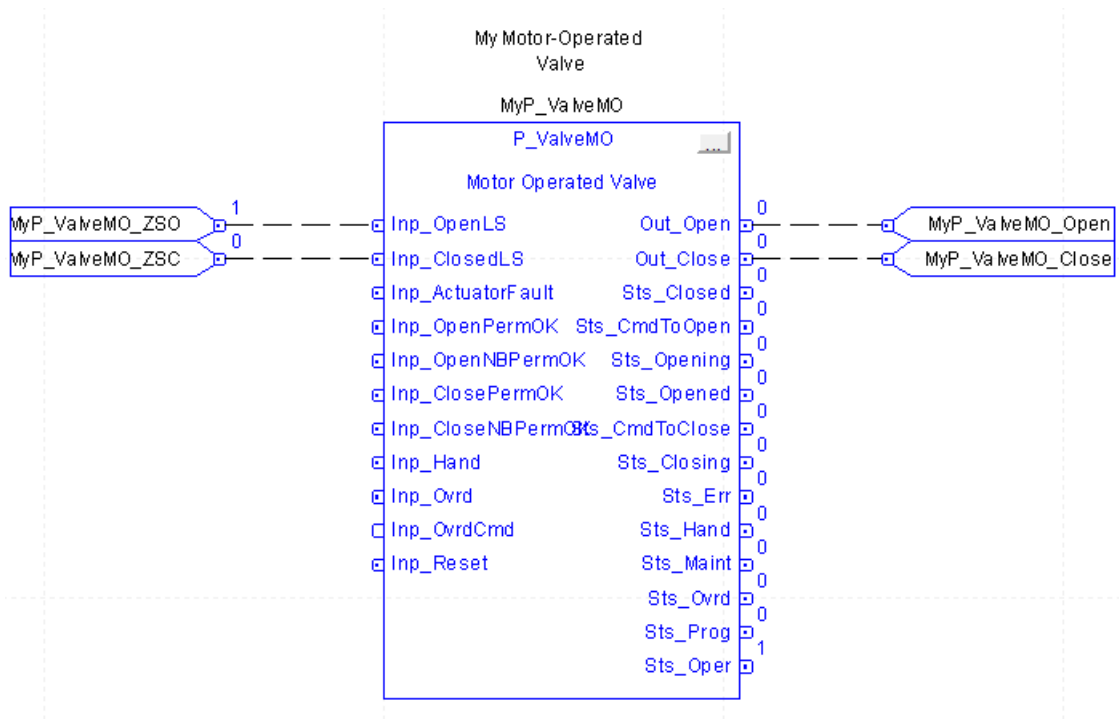 My Motor-Operated
Valve
MyP_ValveMO
P_ValveMO
...
Motor Operated Valve
MyP_ValveMO_ZSO 1 Inp_OpenLS Out_Open 0 MyP_ValveMO_Open
MyP_ValveMO_ZSC 0 Inp_ClosedLS Out_Close 0 MyP_ValveMO_Close
Inp_ActuatorFault Sts_Closed 0
Inp_OpenPermOK Sts_CmdToOpen 0
Inp_OpenNBPermOK Sts_Opening 0
Inp_ClosePermOK Sts_Opened 0
Inp_CloseNBPermOK Sts_CmdToClose 0
Inp_Hand Sts_Closing 0
Inp_Ovrd Sts_Err 0
Inp_OvrdCmd Sts_Hand 0
Inp_Reset Sts_Maint 0
Sts_Ovrd 0
Sts_Prog 0
Sts_Oper 1